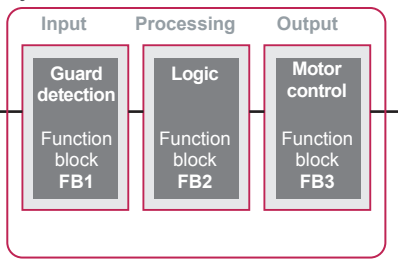 Input Processing Output
Guard
detection
Function
block
FB1
Logic
Function
block
FB2
Motor
control
Function
block
FB3